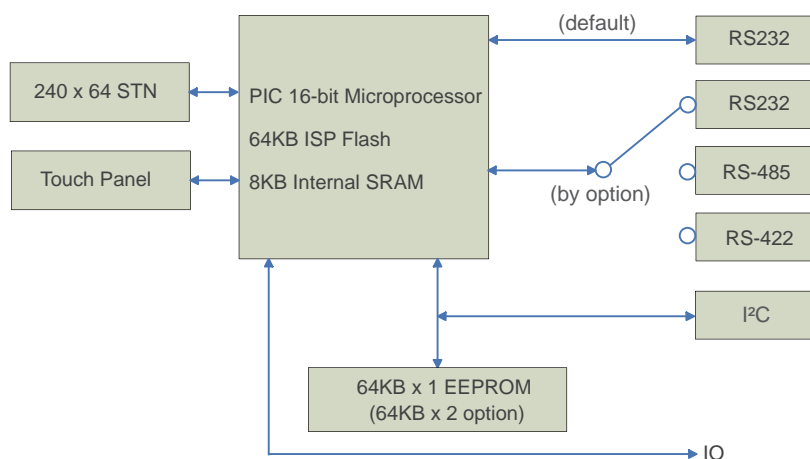 (default)
RS232
240 x 64 STN
PIC 16-bit Microprocessor
RS232
64KB ISP Flash
Touch Panel
8KB Internal SRAM
RS-485
(by option)
RS-422
I²C
64KB x 1 EEPROM
(64KB x 2 option)
IO